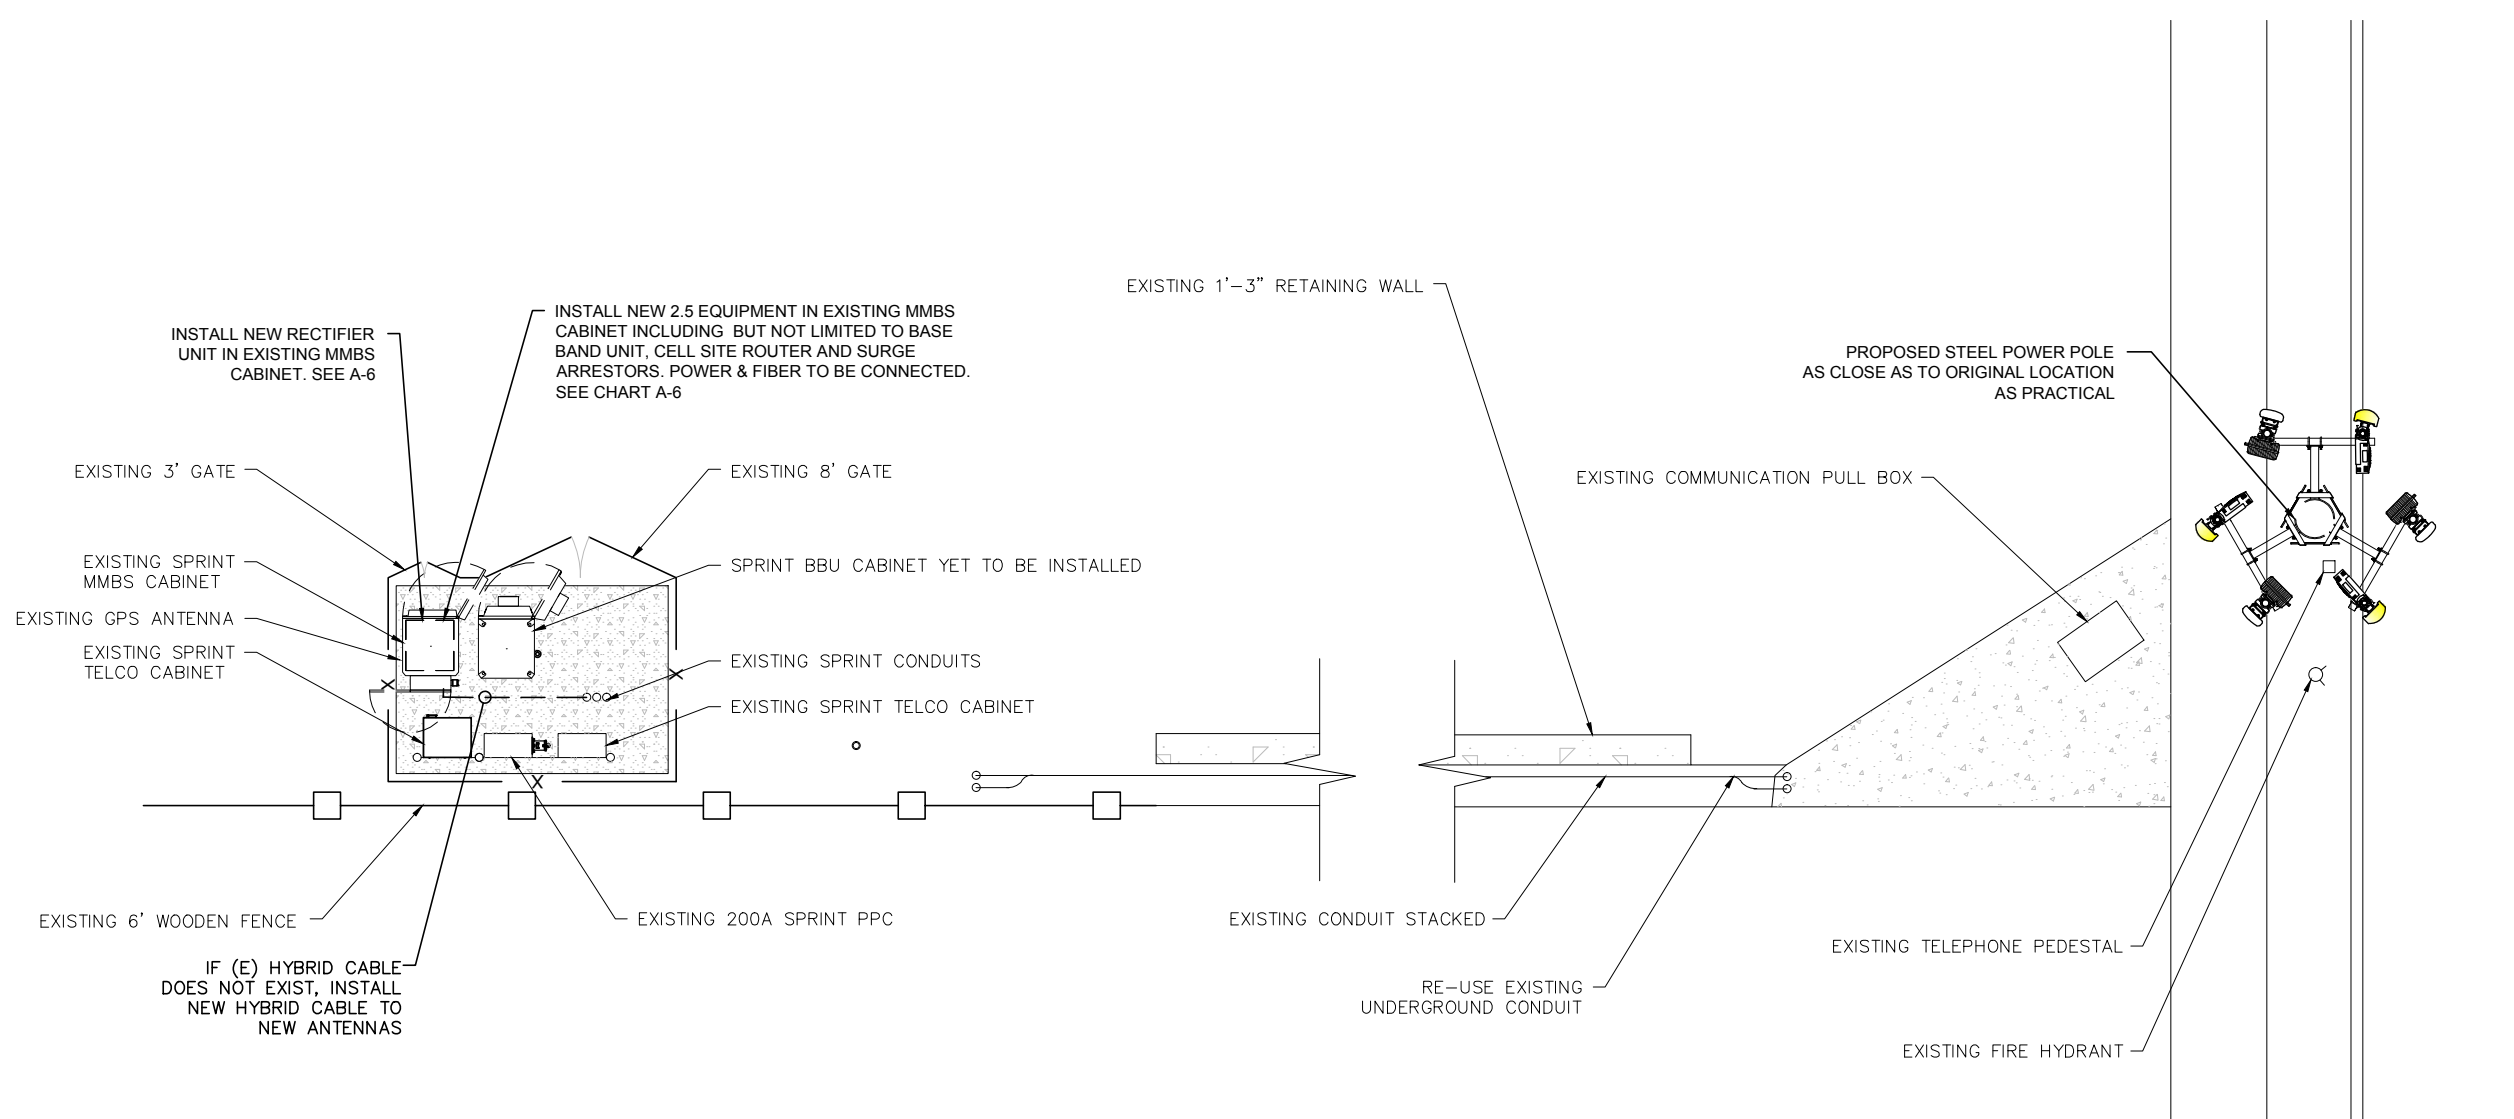 INSTALL NEW RECTIFIER
UNIT IN EXISTING MMBS
CABINET. SEE A-6
INSTALL NEW 2.5 EQUIPMENT IN EXISTING MMBS
CABINET INCLUDING BUT NOT LIMITED TO BASE
BAND UNIT, CELL SITE ROUTER AND SURGE
ARRESTORS. POWER & FIBER TO BE CONNECTED.
SEE CHART A-6
EXISTING 1'-3" RETAINING WALL
PROPOSED STEEL POWER POLE
AS CLOSE AS TO ORIGINAL LOCATION
AS PRACTICAL
EXISTING 3' GATE
EXISTING 8' GATE
EXISTING COMMUNICATION PULL BOX
EXISTING SPRINT
MMBS CABINET
SPRINT BBU CABINET YET TO BE INSTALLED
EXISTING GPS ANTENNA
EXISTING SPRINT
TELCO CABINET
EXISTING SPRINT CONDUITS
X
X
EXISTING SPRINT TELCO CABINET
X
EXISTING 6' WOODEN FENCE
EXISTING 200A SPRINT PPC
EXISTING CONDUIT STACKED
EXISTING TELEPHONE PEDESTAL
IF (E) HYBRID CABLE
DOES NOT EXIST, INSTALL
NEW HYBRID CABLE TO
NEW ANTENNAS
RE-USE EXISTING
UNDERGROUND CONDUIT
EXISTING FIRE HYDRANT